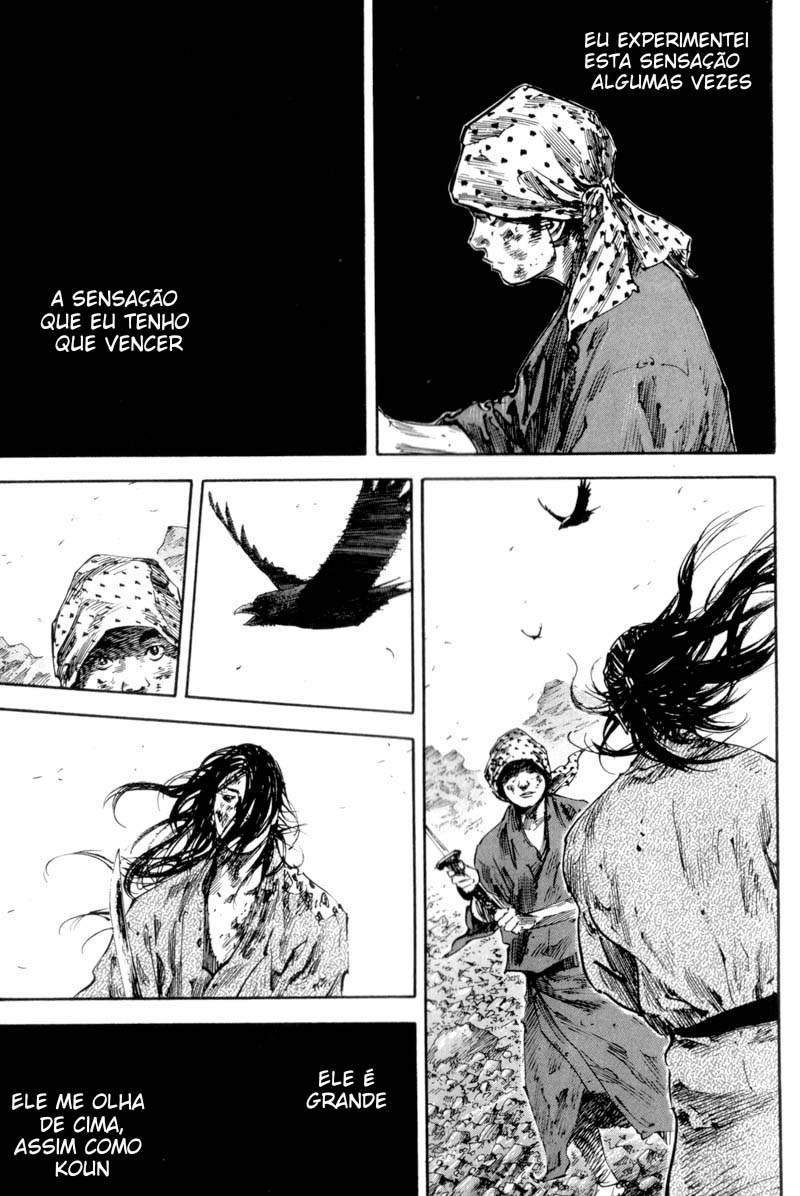 EU EXPERIMENTEI
ESTA SENSAÇÃO
ALGUMAS VEZES
A SENSAÇÃO
QUE EU TENHO
QUE VENCER
ELE É
GRANDE
ELE ME OLHA
DE CIMA,
ASSIM COMO
KOUN